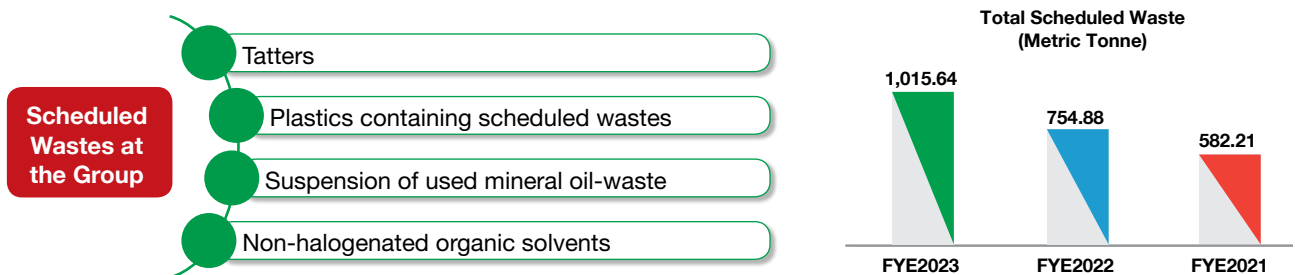 Scheduled
Wastes at
the Group
Tatters
Plastics containing scheduled wastes
Suspension of used mineral oil-waste
Non-halogenated organic solvents
Total Scheduled Waste
(Metric Tonne)
1,015.64
754.88
582.21
FYE2023
FYE2022
FYE2021